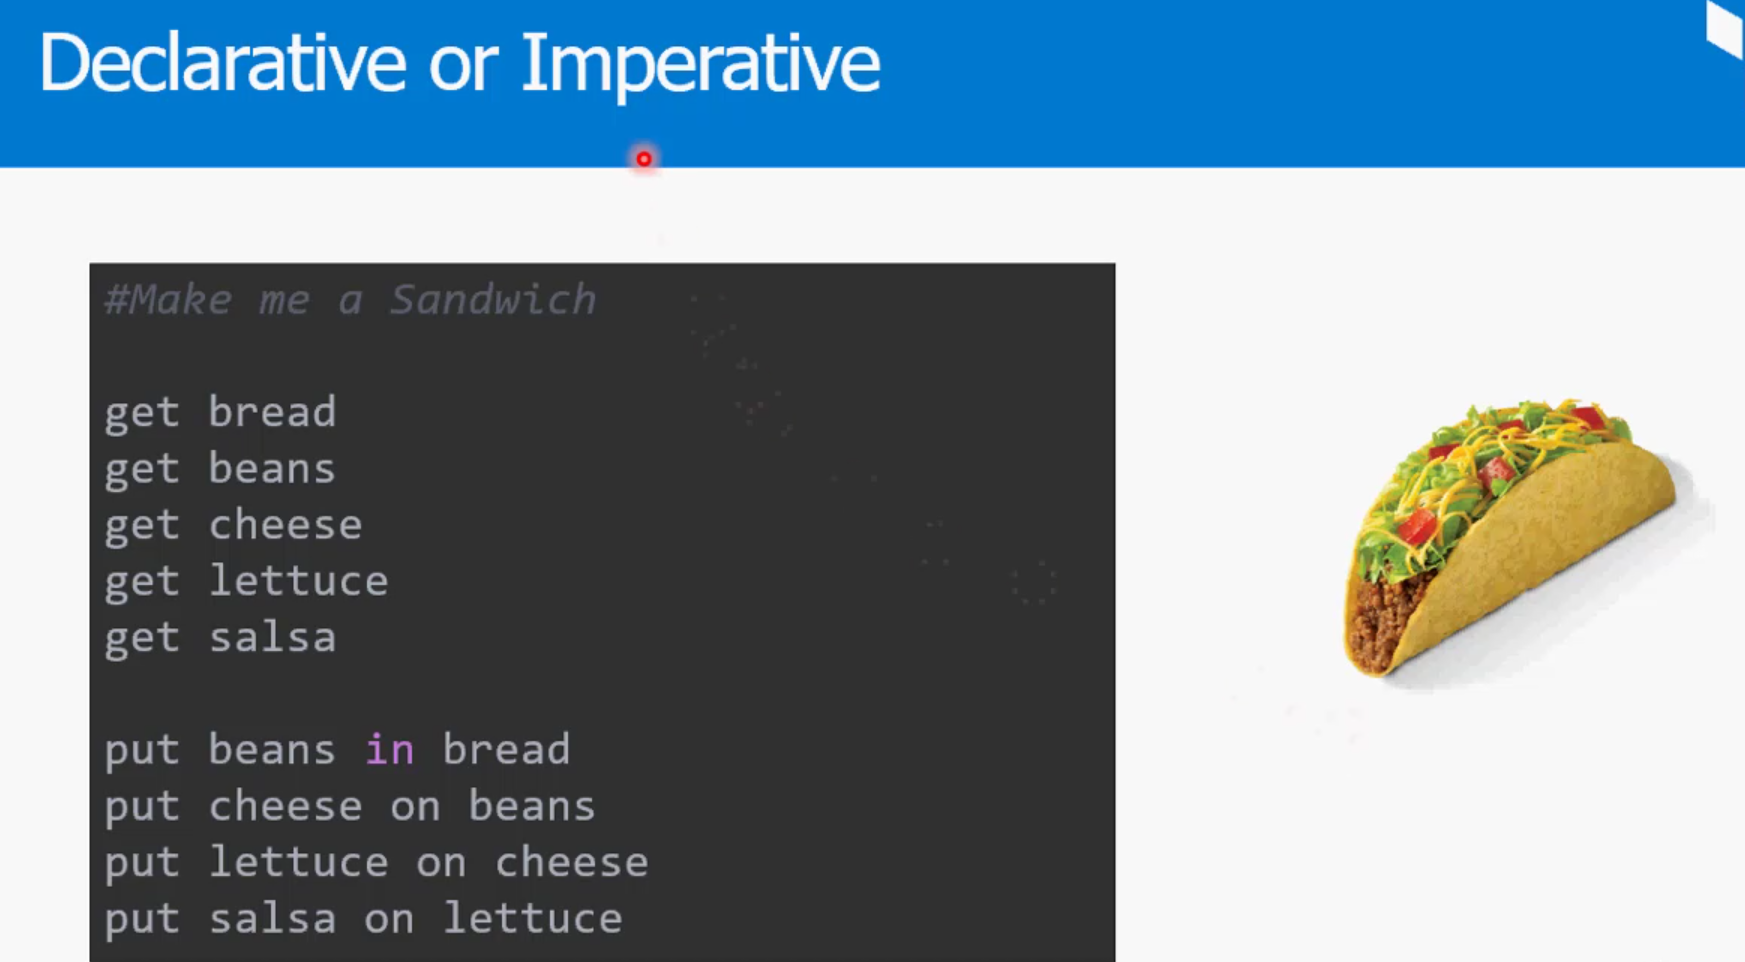 Declarative or Imperative
#Make me a Sandwich
get bread
get beans
get cheese
get lettuce
get salsa
put beans in bread
put cheese on beans
put lettuce on cheese
put salsa on lettuce